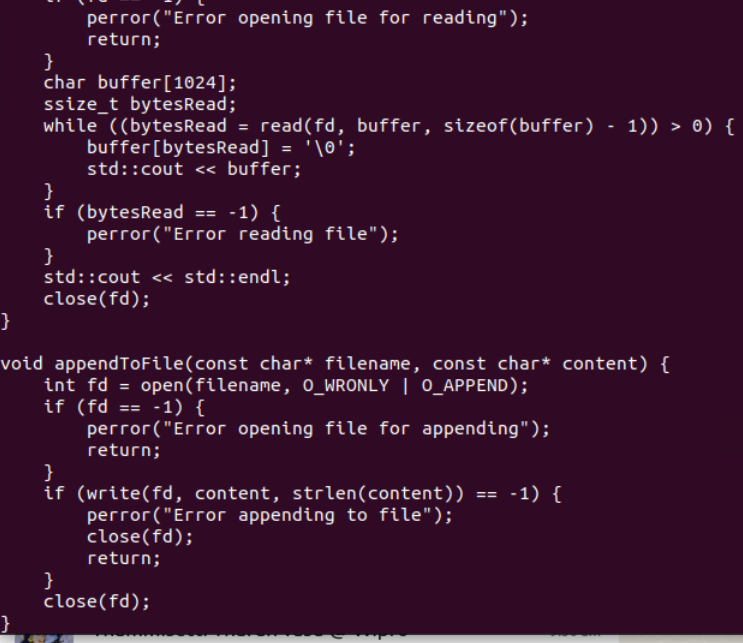 perror("Error opening file for reading");
        return;
    }
    char buffer[1024];
    ssize_t bytesRead;
    while ((bytesRead = read(fd, buffer, sizeof(buffer) - 1)) > 0) {
        buffer[bytesRead] = '\0';
        std::cout << buffer;
    }
    if (bytesRead == -1) {
        perror("Error reading file");
    }
    std::cout << std::endl;
    close(fd);
}

void appendToFile(const char* filename, const char* content) {
    int fd = open(filename, O_WRONLY | O_APPEND);
    if (fd == -1) {
        perror("Error opening file for appending");
        return;
    }
    if (write(fd, content, strlen(content)) == -1) {
        perror("Error appending to file");
        close(fd);
        return;
    }
    close(fd);
}